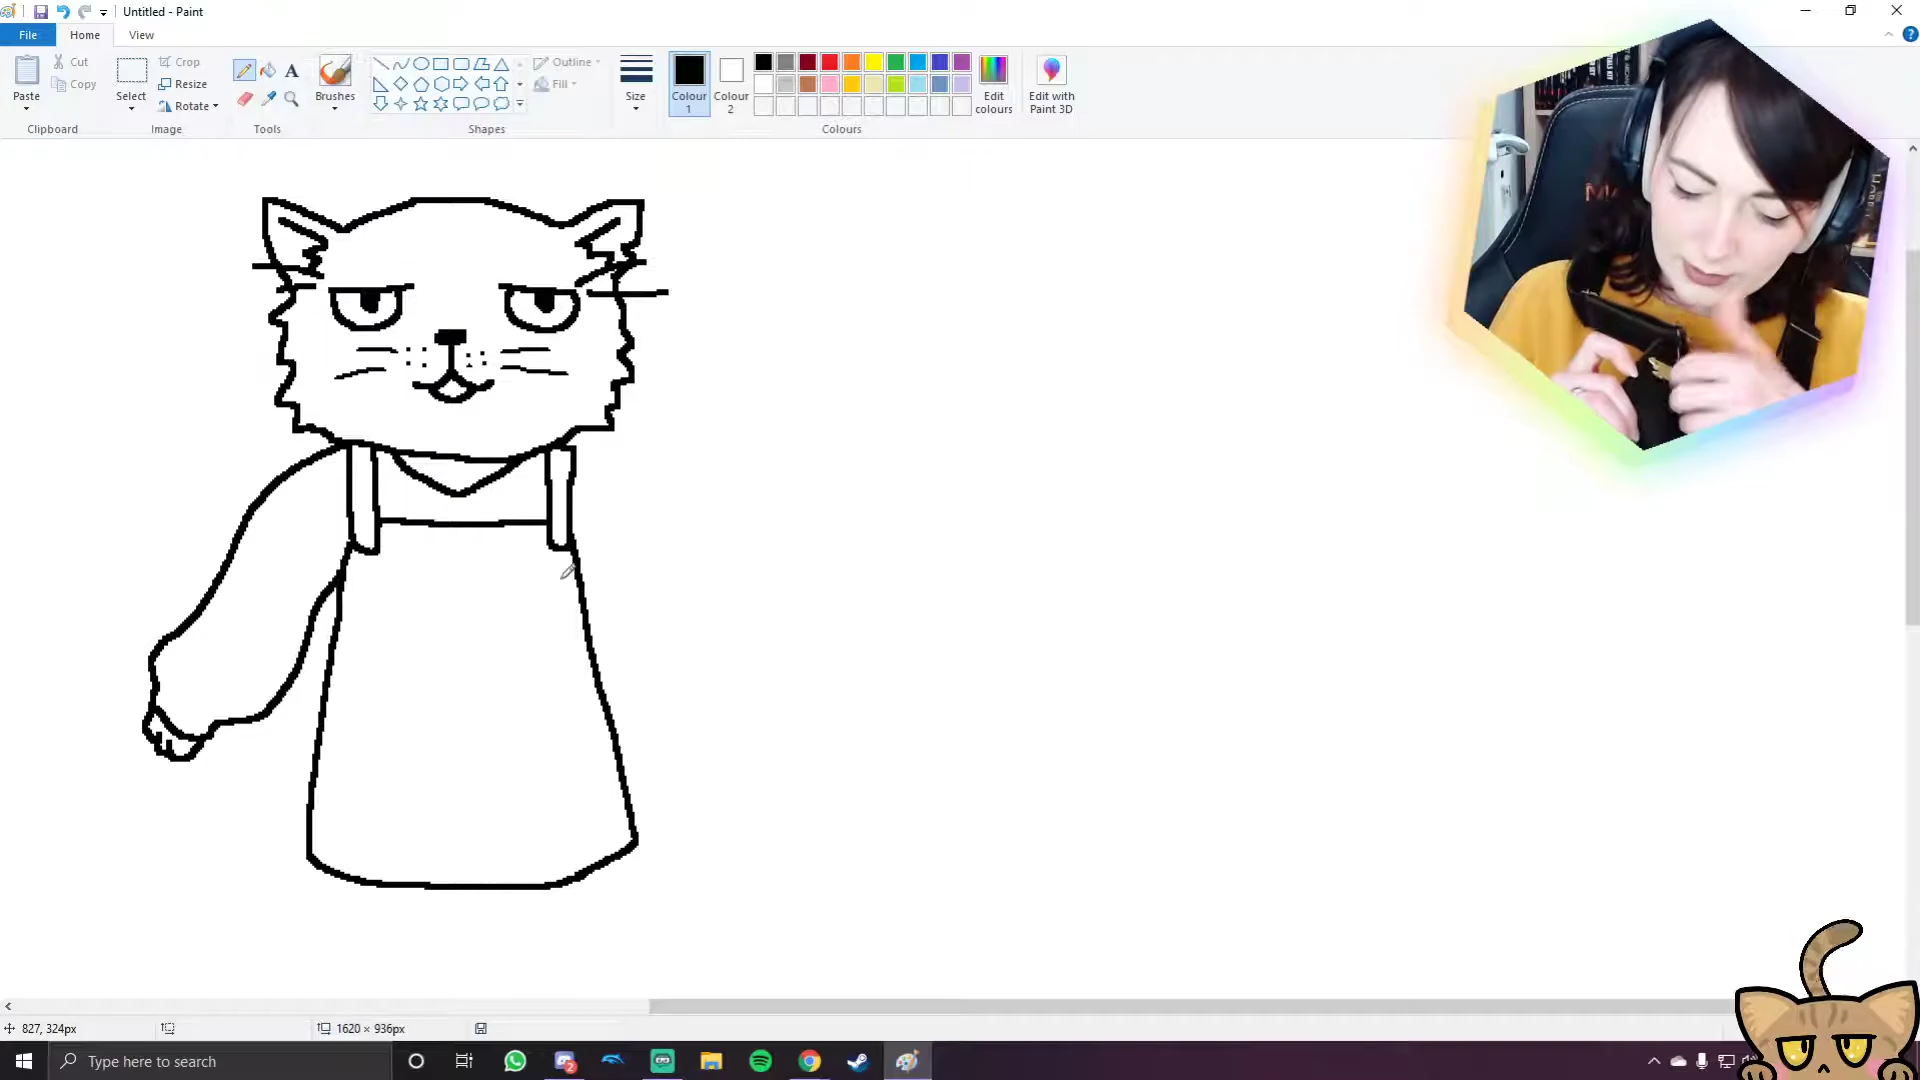 Untitled - Paint
File
Home
View
Paste
Cut
Copy
Clipboard
Select
Crop
Resize
Rotate
Image
A
Tools
Brushes
Outline
Fill
Shapes
Size
Colour
1
Colour
2
Edit
colours
Edit with
Paint 3D
Colours
827, 324px
1620 × 936px
Type here to search
2